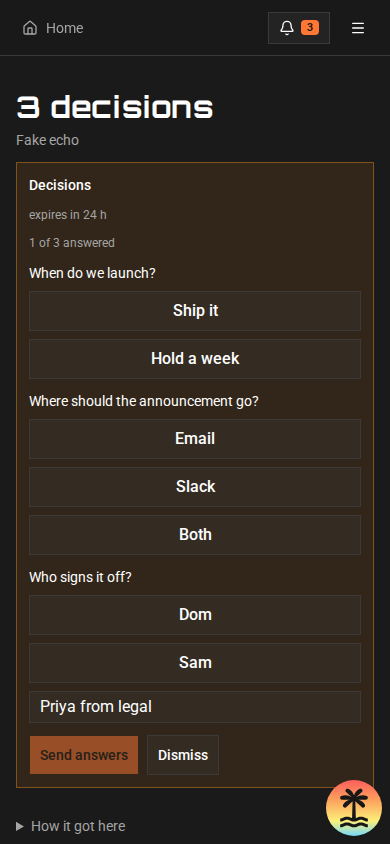 Home
3
3 decisions
Fake echo
Decisions
expires in 24 h
1 of 3 answered
When do we launch?
Ship it
Hold a week
Where should the announcement go?
Email
Slack
Both
Who signs it off?
Dom
Sam
Priya from legal
Send answers
Dismiss
How it got here